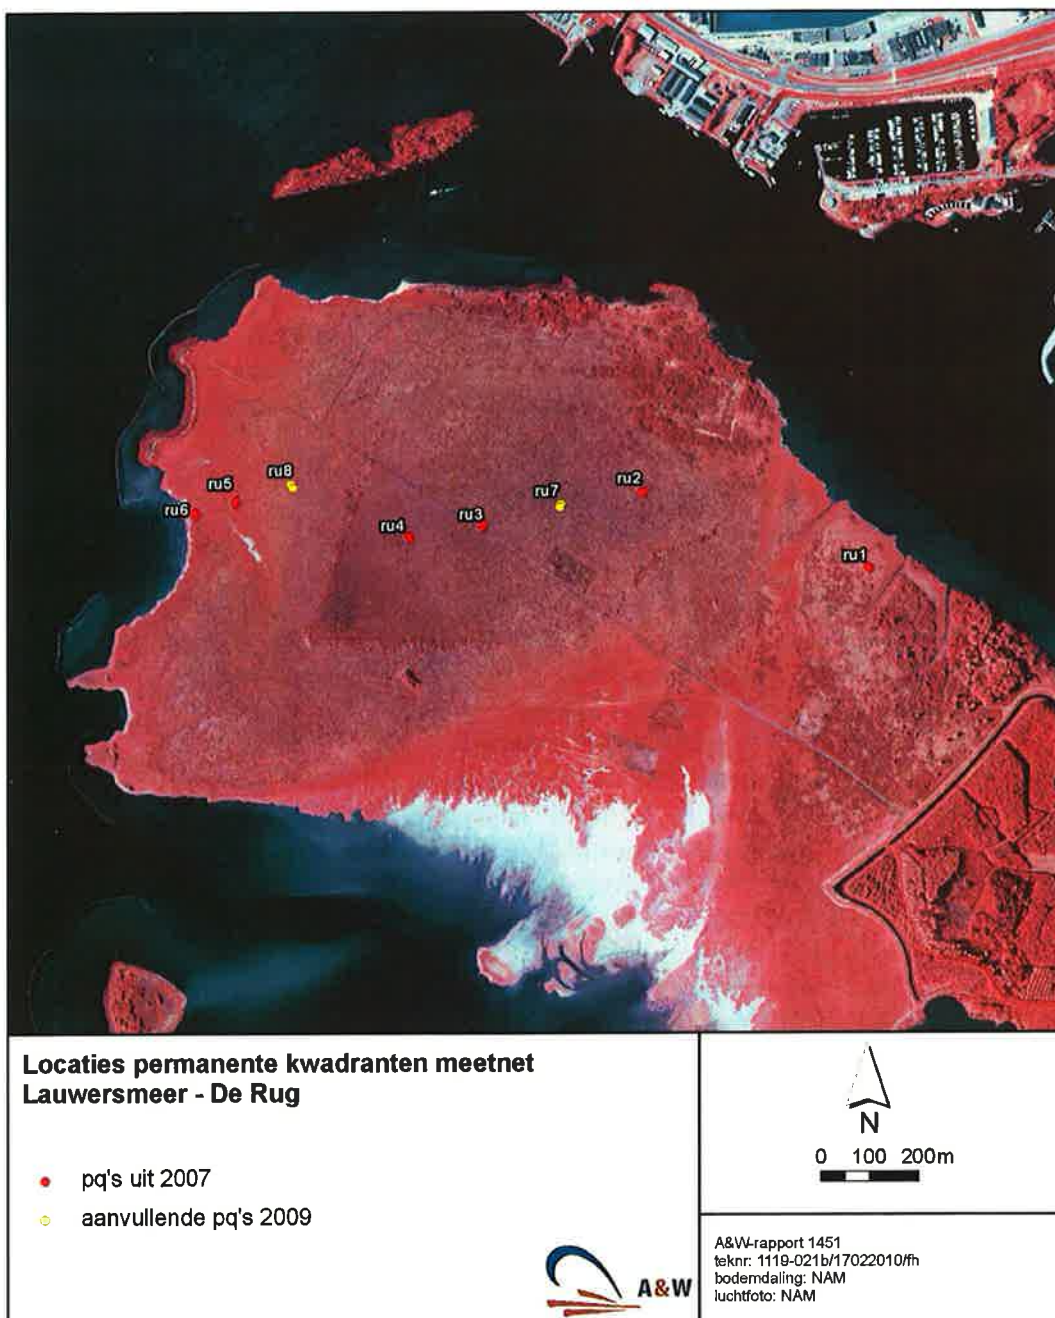 ru8
ru5
ru6
ru4
ru3
ru7
ru2
ru1
Locaties permanente kwadranten meetnet
Lauwersmeer - De Rug
pq's uit 2007
aanvullende pq's 2009
A&W
N
0 100 200m
A&W-rapport 1451
teknr: 1119-021b/17022010/fh
bodemdaling: NAM
luchtfoto: NAM